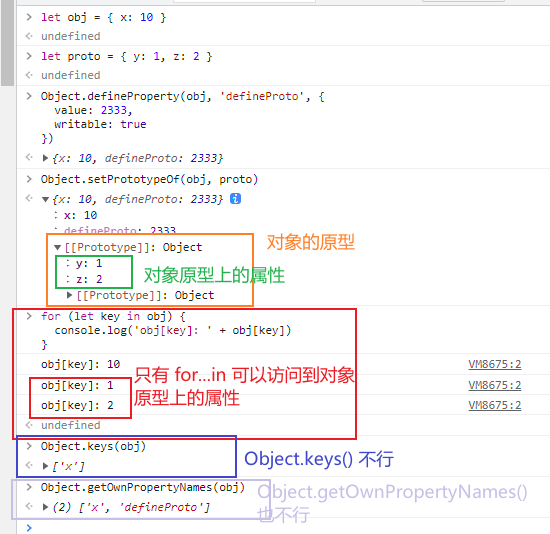 > let obj = { x: 10 }
undefined
> let proto = { y: 1, z: 2 }
undefined
> Object.defineProperty(obj, 'defineProto', {
value: 2333,
writable: true
})
{x: 10, defineProto: 2333}
> Object.setPrototypeOf(obj, proto)
{x: 10, defineProto: 2333} i
x: 10
defineProto: 2333
[[Prototype]]: Object
对象的原型
y: 1
z: 2
对象原型上的属性
[[Prototype]]: Object
> for (let key in obj) {
console.log('obj[key]: ' + obj[key])
}
obj[key]: 10 VM8675:2
obj[key]: 1 VM8675:2
obj[key]: 2 VM8675:2
只有 for...in 可以访问到对象
原型上的属性
undefined
> Object.keys(obj)
['x']
Object.keys() 不行
> Object.getOwnPropertyNames(obj)
(2) ['x', 'defineProto']
Object.getOwnPropertyNames()
也不行
>